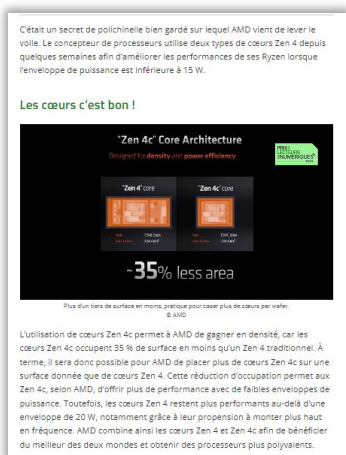 C'était un secret de polichinelle bien gardé sur lequel AMD vient de lever le
voile. Le concepteur de processeurs utilise deux types de cœurs Zen 4 depuis
quelques semaines afin d'améliorer les performances de ses Ryzen lorsque
l'enveloppe de puissance est inférieure à 15 W.
Les cœurs c'est bon !
"Zen 4c" Core Architecture
Designed for density and power efficiency
"Zen 4" core
"Zen 4c" core
~35% less area
Plus d'un tiers de surface en moins, pratique pour caser plus de cœurs par wafer.
© AMD
L'utilisation de cœurs Zen 4c permet à AMD de gagner en densité, car les
cœurs Zen 4c occupent 35 % de surface en moins qu'un Zen 4 traditionnel. À
terme, il sera donc possible pour AMD de placer plus de cœurs Zen 4c sur une
surface donnée que de cœurs Zen 4. Cette réduction d'occupation permet aux
Zen 4c, selon AMD, d'offrir plus de performance avec de faibles enveloppes de
puissance. Toutefois, les cœurs Zen 4 restent plus performants au-delà d'une
enveloppe de 20 W, notamment grâce à leur propension à monter plus haut
en fréquence. AMD combine ainsi les cœurs Zen 4 et Zen 4c afin de bénéficier
du meilleur des deux mondes et obtenir des processeurs plus polyvalents.